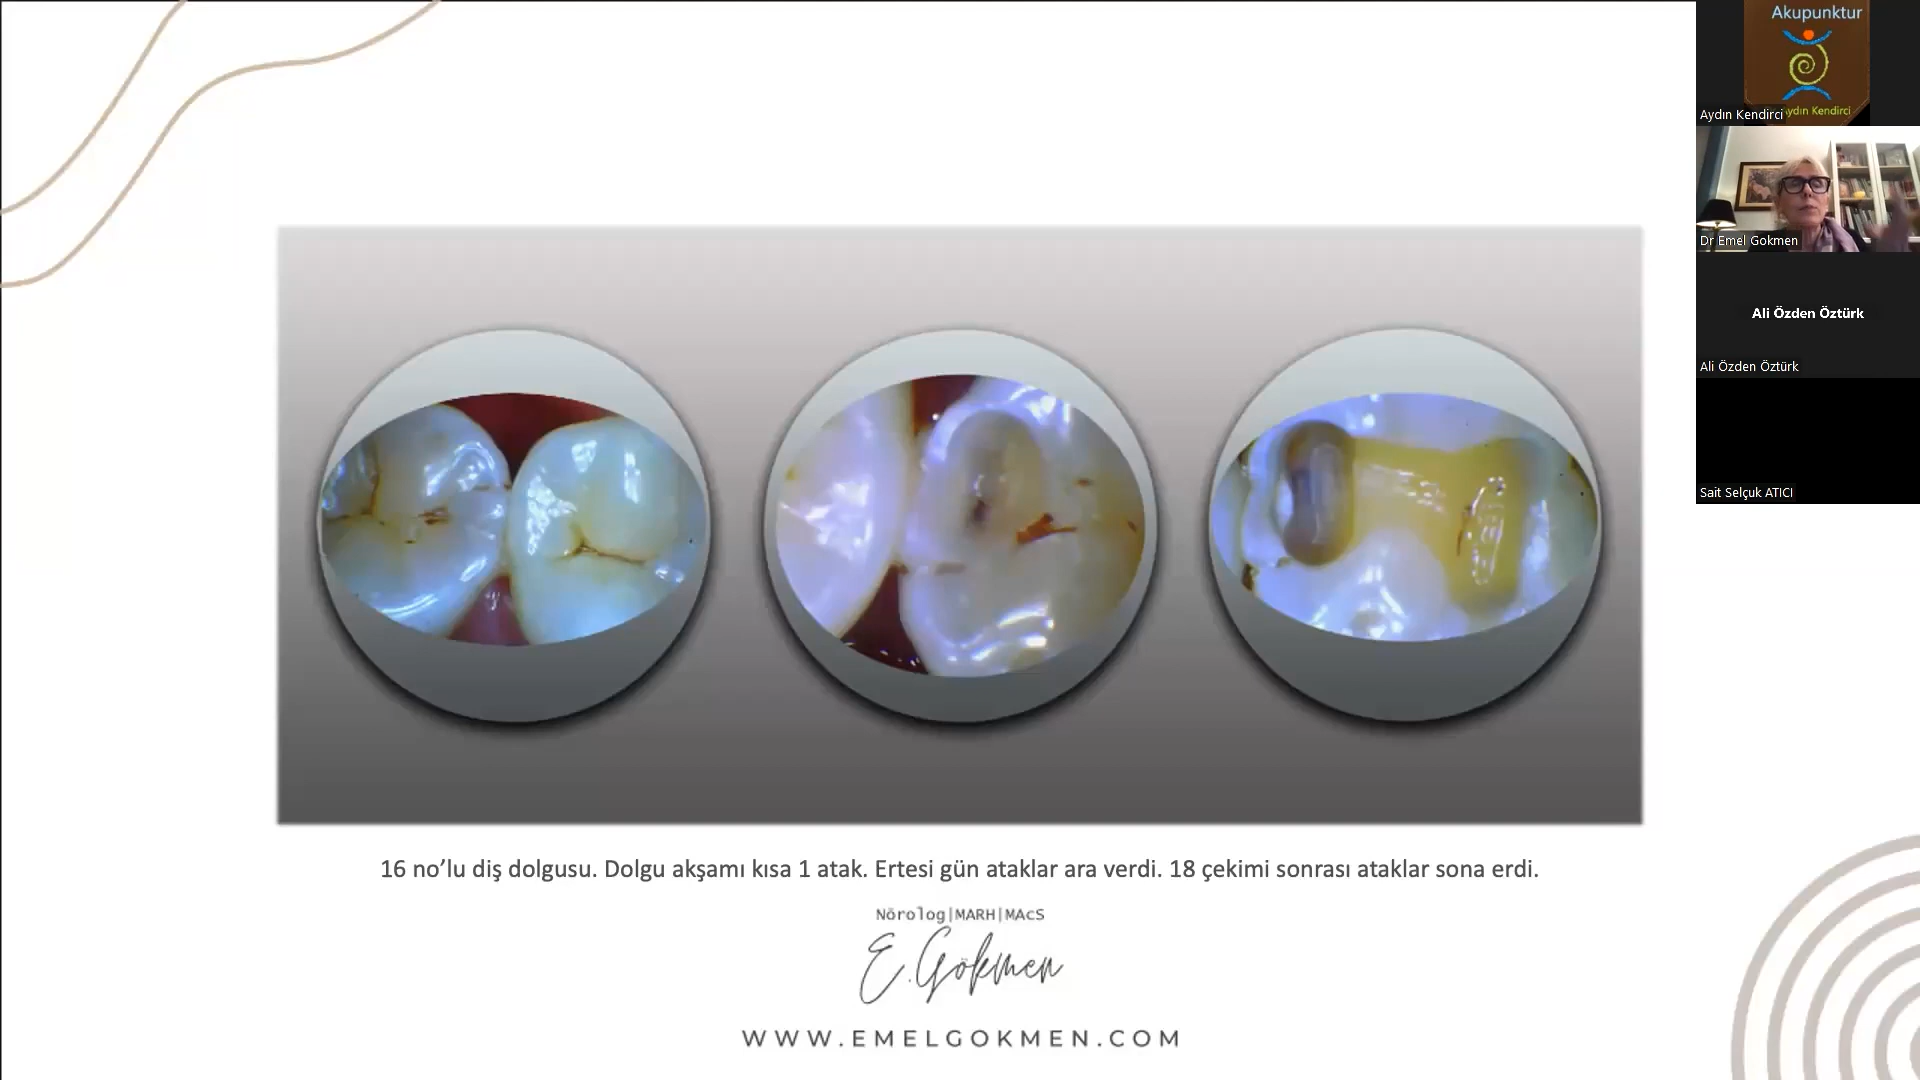 16 no’lu diş dolgusu. Dolgu akşamı kısa 1 atak. Ertesi gün ataklar ara verdi. 18 çekimi sonrası ataklar sona erdi.
Nörolog|MARH|MAcS
E.Gökmen
WWW.EMELGOKMEN.COM
Akupunktur
Aydın Kendirci
Aydın Kendirci
Dr Emel Gokmen
Ali Özden Öztürk
Ali Özden Öztürk
Sait Selçuk ATICI